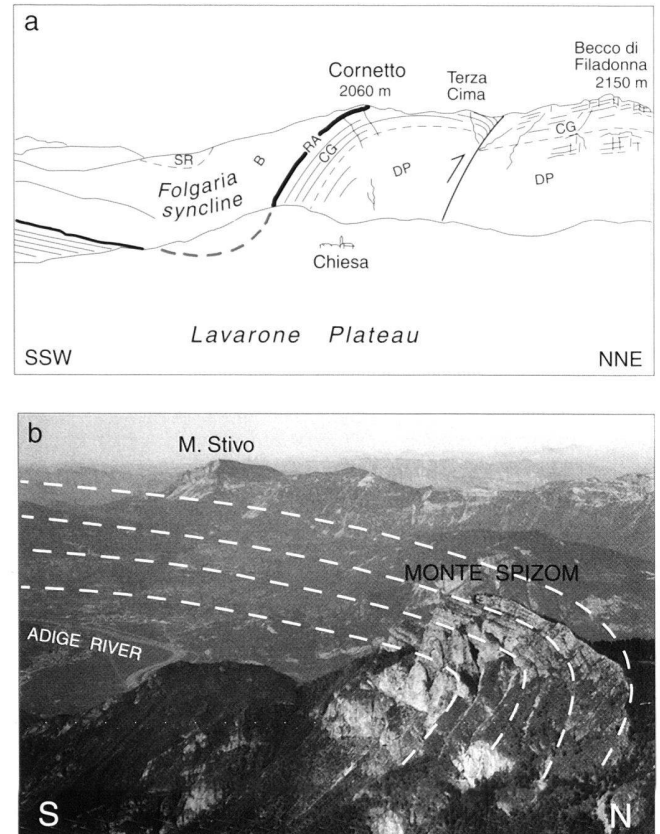 a
Becco di
Filadonna
2150 m
Cornetto
2060 m
Terza
Cima
SR
B
RA
CG
DP
CG
DP
Folgaria
syncline
Chiesa
Lavarone Plateau
SSW
NNE
b
M. Stivo
MONTE SPIZOM
ADIGE RIVER
S
N